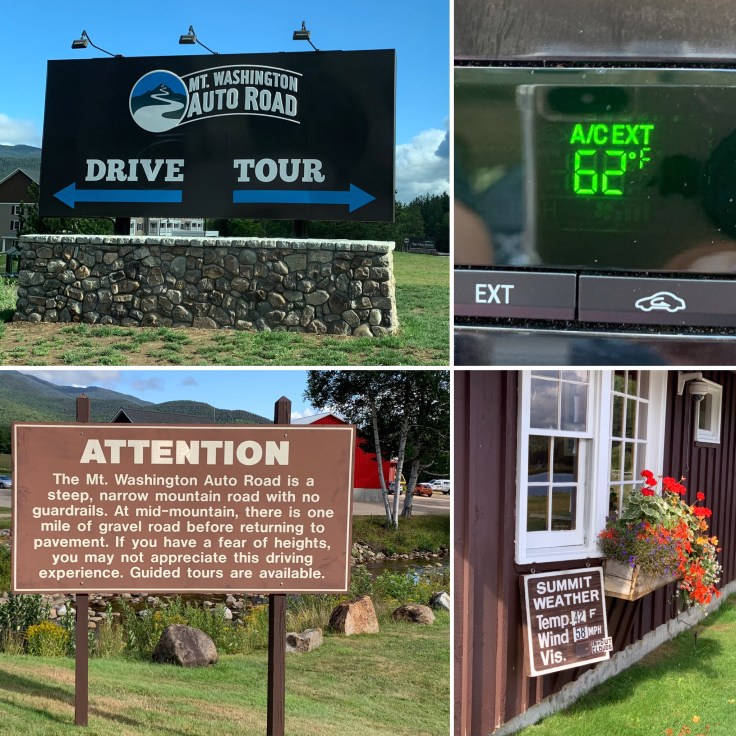 MT. WASHINGTON
AUTO ROAD
DRIVE TOUR
A/C EXT
62°F
EXT
ATTENTION
The Mt. Washington Auto Road is a
steep, narrow mountain road with no
guardrails. At mid-mountain, there is one
mile of gravel road before returning to
pavement. If you have a fear of heights,
you may not appreciate this driving
experience. Guided tours are available.
SUMMIT
WEATHER
Temp. 42 F
Wind 58 MPH
Vis.